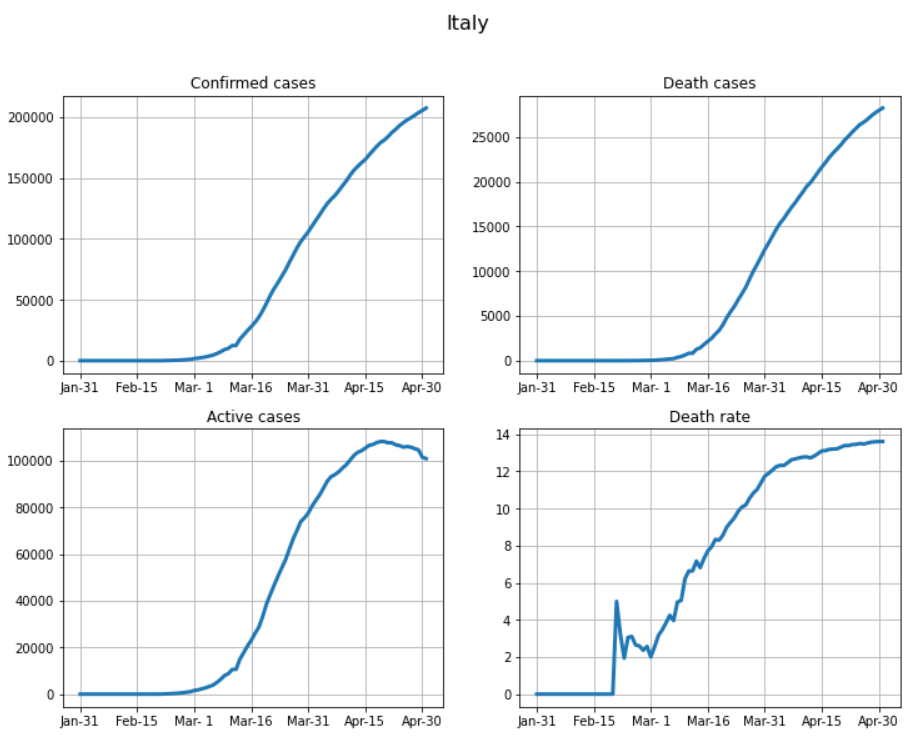 Italy
Confirmed cases
200000
150000
100000
50000
0
Jan-31 Feb-15 Mar- 1 Mar-16 Mar-31 Apr-15 Apr-30
Death cases
25000
20000
15000
10000
5000
0
Jan-31 Feb-15 Mar- 1 Mar-16 Mar-31 Apr-15 Apr-30
Active cases
100000
80000
60000
40000
20000
0
Jan-31 Feb-15 Mar- 1 Mar-16 Mar-31 Apr-15 Apr-30
Death rate
14
12
10
8
6
4
2
0
Jan-31 Feb-15 Mar- 1 Mar-16 Mar-31 Apr-15 Apr-30